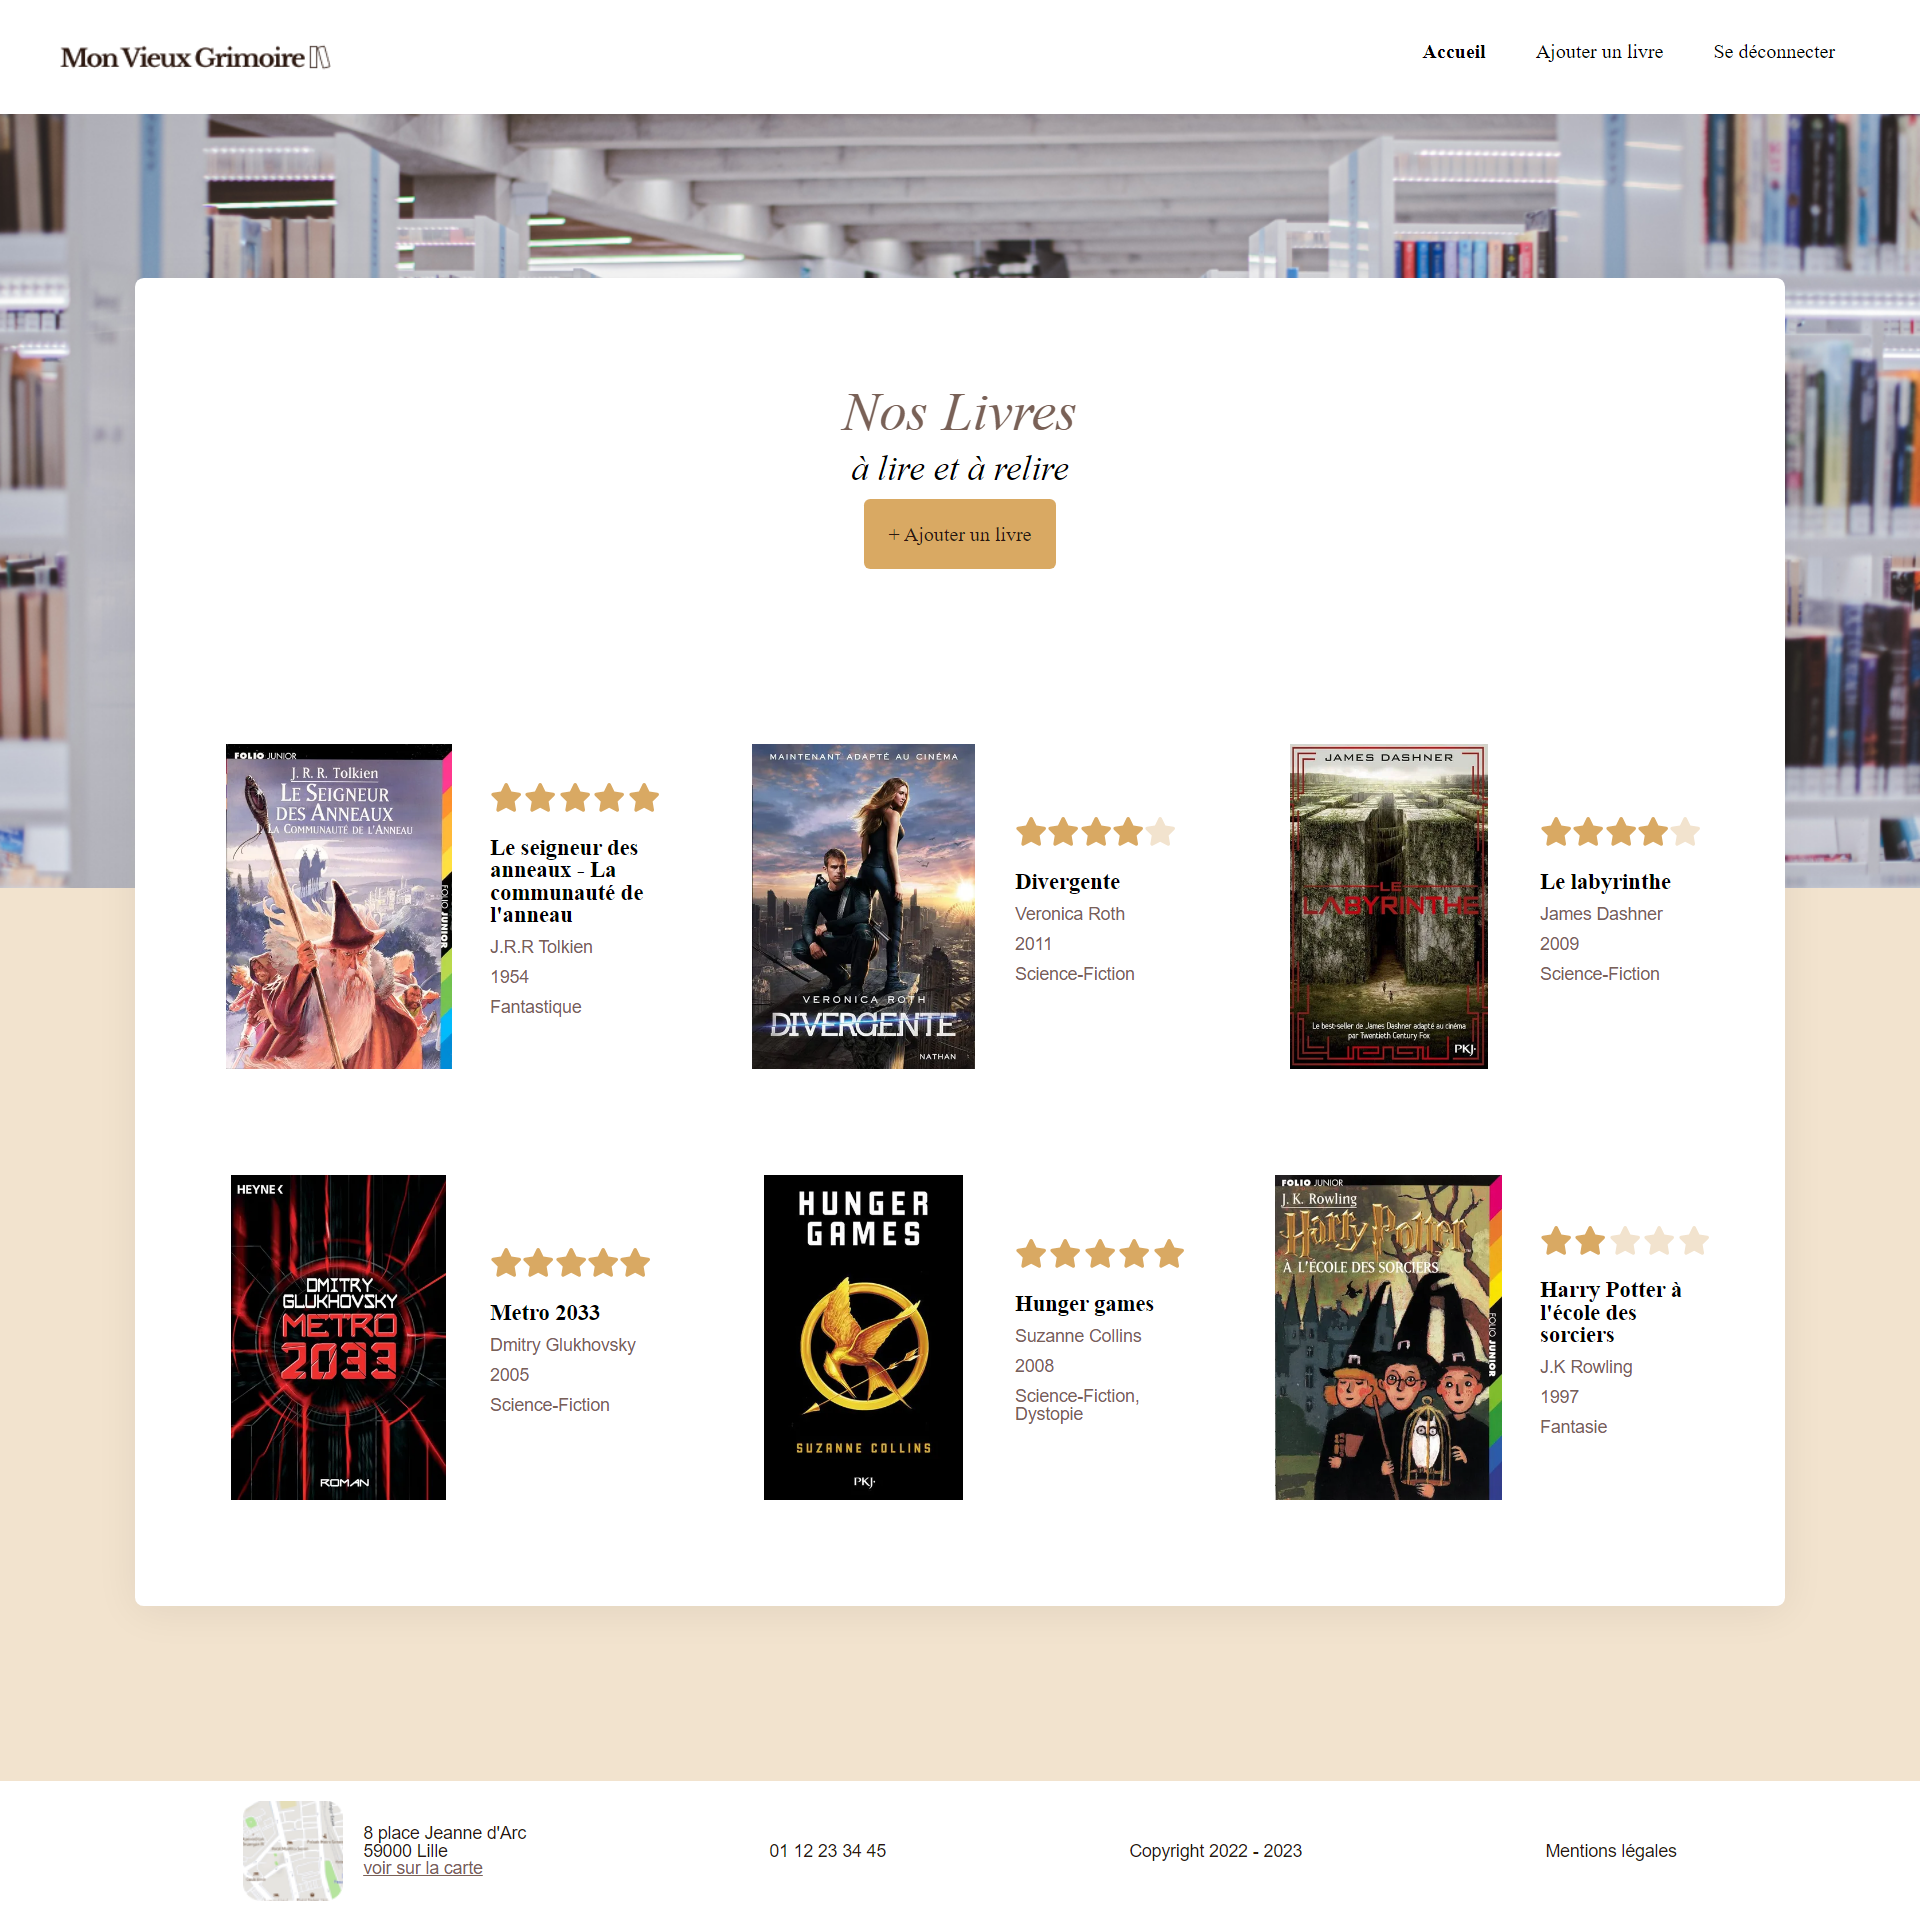 Mon Vieux Grimoire
Accueil
Ajouter un livre
Se déconnecter
Nos Livres
à lire et à relire
+ Ajouter un livre
FOLIO JUNIOR
J. R. R. Tolkien
LE SEIGNEUR
DES ANNEAUX
I. LA COMMUNAUTÉ DE L'ANNEAU
FOLIO JUNIOR
Le seigneur des
anneaux - La
communauté de
l'anneau
J.R.R Tolkien
1954
Fantastique
MAINTENANT ADAPTÉ AU CINÉMA
VERONICA ROTH
DIVERGENTE
NATHAN
Divergente
Veronica Roth
2011
Science-Fiction
JAMES DASHNER
LE
LABYRINTHE
Le best-seller de James Dashner adapté au cinéma
par Twentieth Century Fox
PKJ.
Le labyrinthe
James Dashner
2009
Science-Fiction
HEYNE <
DMITRY
GLUKHOVSKY
METRO
2033
ROMAN
Metro 2033
Dmitry Glukhovsky
2005
Science-Fiction
HUNGER
GAMES
SUZANNE COLLINS
PKJ.
Hunger games
Suzanne Collins
2008
Science-Fiction,
Dystopie
FOLIO JUNIOR
J. K. Rowling
Harry Potter
À L'ÉCOLE DES SORCIERS
FOLIO JUNIOR
Harry Potter à
l'école des
sorciers
J.K Rowling
1997
Fantasie
8 place Jeanne d'Arc
59000 Lille
voir sur la carte
01 12 23 34 45
Copyright 2022 - 2023
Mentions légales